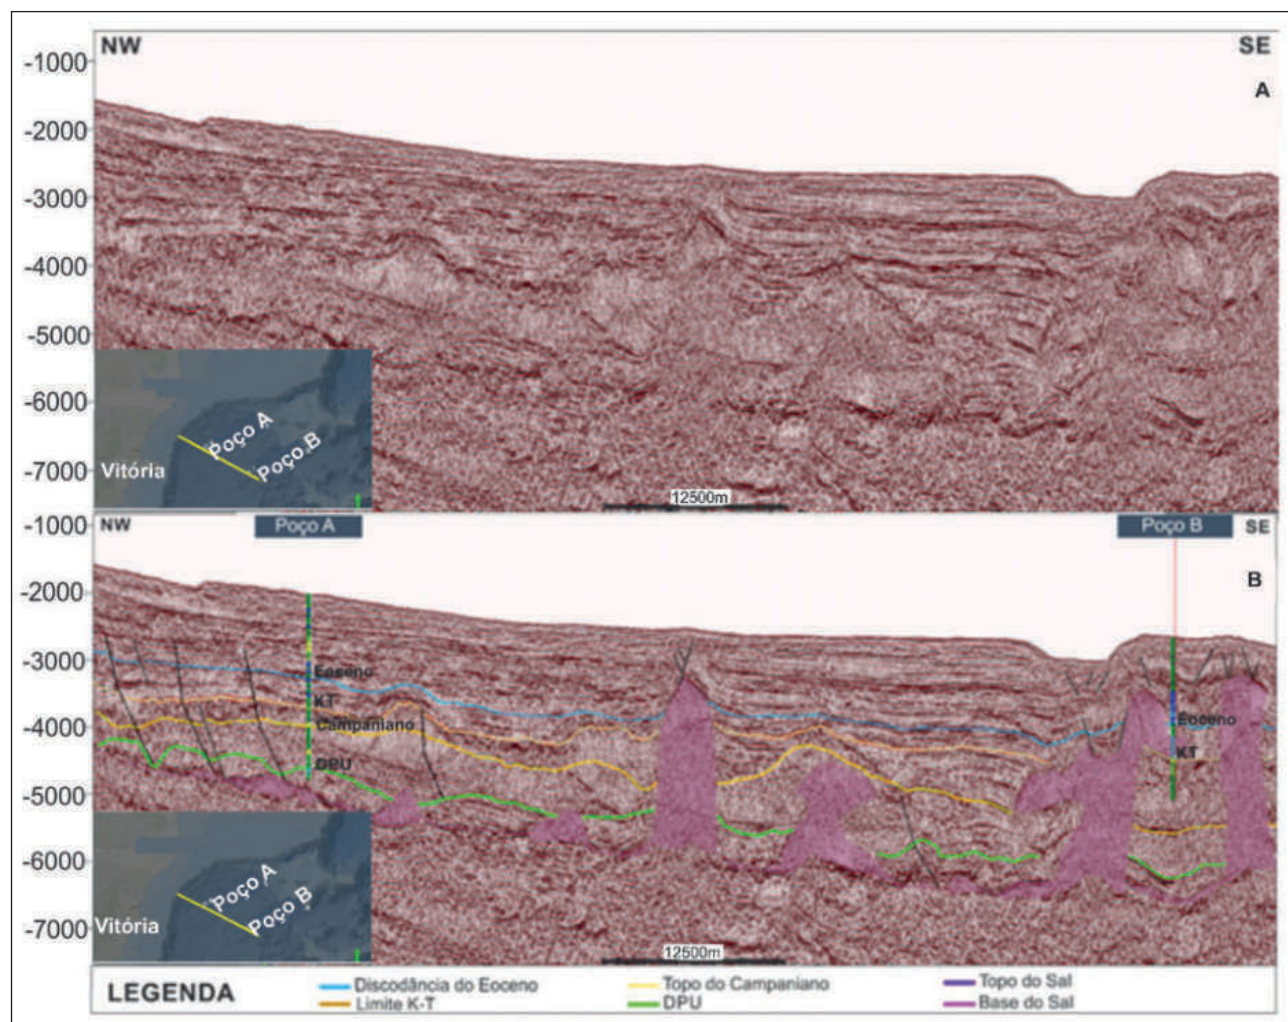 NW SE
A
-1000
-2000
-3000
-4000
-5000
-6000
-7000
Poço A
Poço B
Vitória
12500m
NW Poço A Poço B SE
B
-1000
-2000
-3000
-4000
-5000
-6000
-7000
Eoceno
KT
Campaniano
DPU
Eoceno
KT
Poço A
Poço B
Vitória
12500m
LEGENDA
Discodância do Eoceno
Topo do Campaniano
Topo do Sal
Limite K-T
DPU
Base do Sal